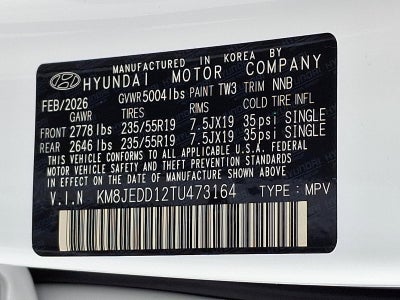 MANUFACTURED IN KOREA BY
HYUNDAI MOTOR COMPANY
FEB/2026 GVWR 5004 lbs PAINT TW3 TRIM NNB
GAWR TIRES RIMS COLD TIRE INFL
FRONT 2778 lbs 235/55R19 7.5JX19 35psi SINGLE
REAR 2646 lbs 235/55R19 7.5JX19 35psi SINGLE
THIS VEHICLE CONFORMS TO ALL APPLICABLE U.S.A. FEDERAL
MOTOR VEHICLE SAFETY AND THEFT PREVENTION STANDARDS
IN EFFECT ON THE DATE OF MANUFACTURE SHOWN ABOVE.
V.I.N KM8JEDD12TU473164 TYPE: MPV